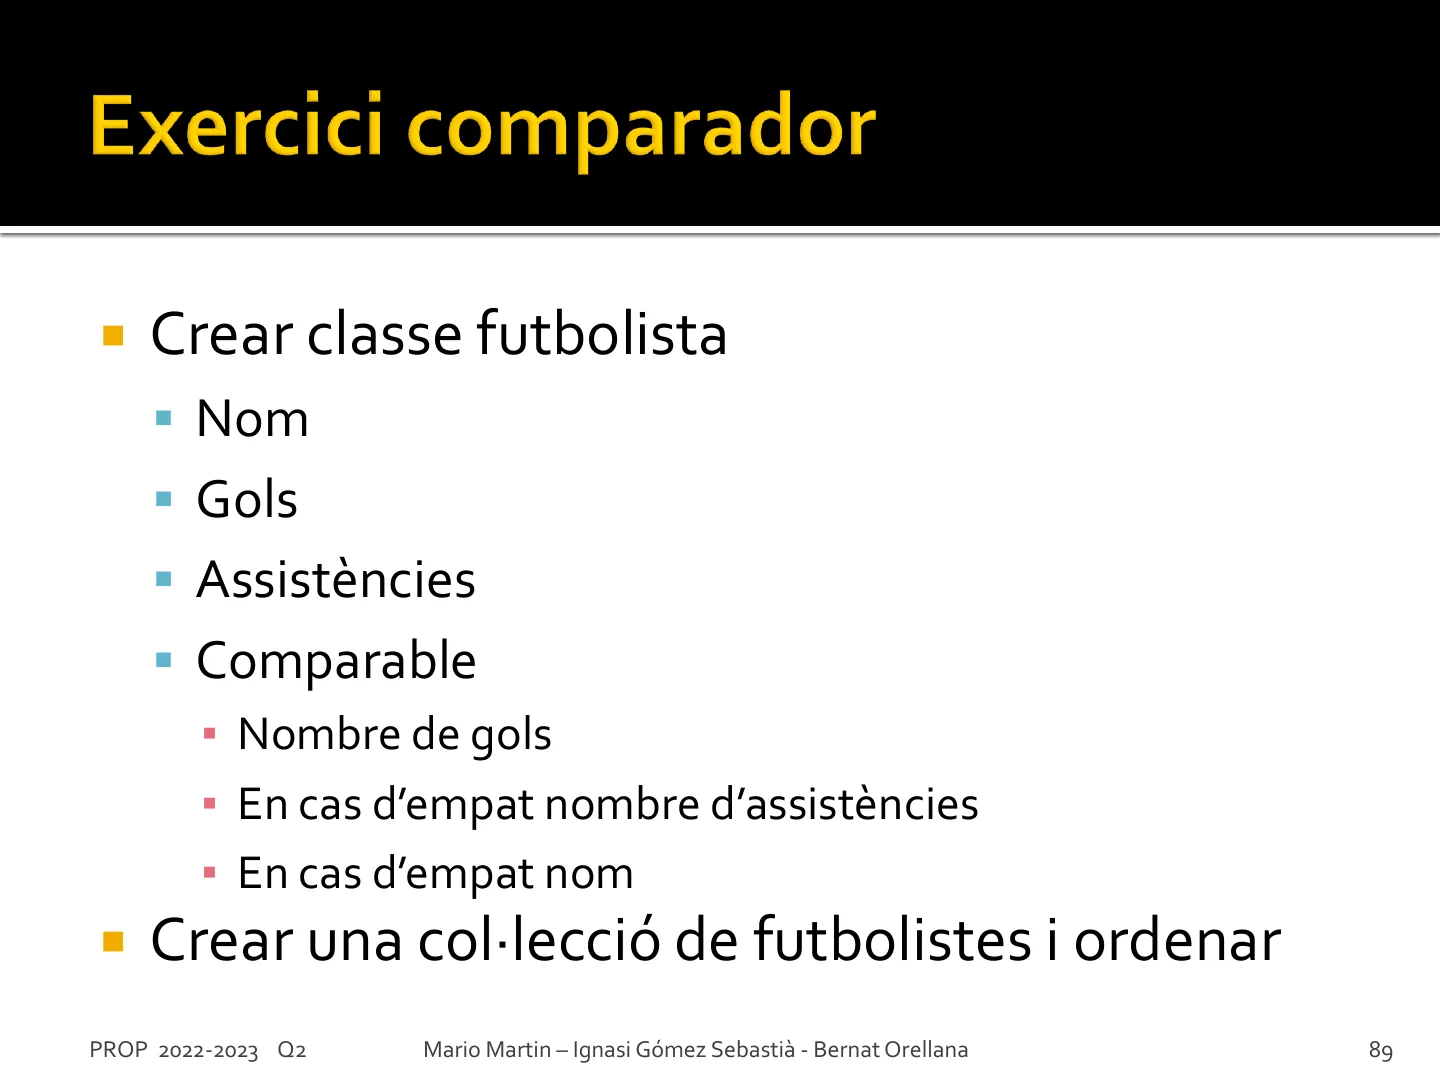 Exercici comparador
Crear classe futbolista
Nom
Gols
Assistències
Comparable
Nombre de gols
En cas d’empat nombre d’assistències
En cas d’empat nom
Crear una col·lecció de futbolistes i ordenar
PROP 2022-2023 Q2 Mario Martin – Ignasi Gómez Sebastià - Bernat Orellana 89